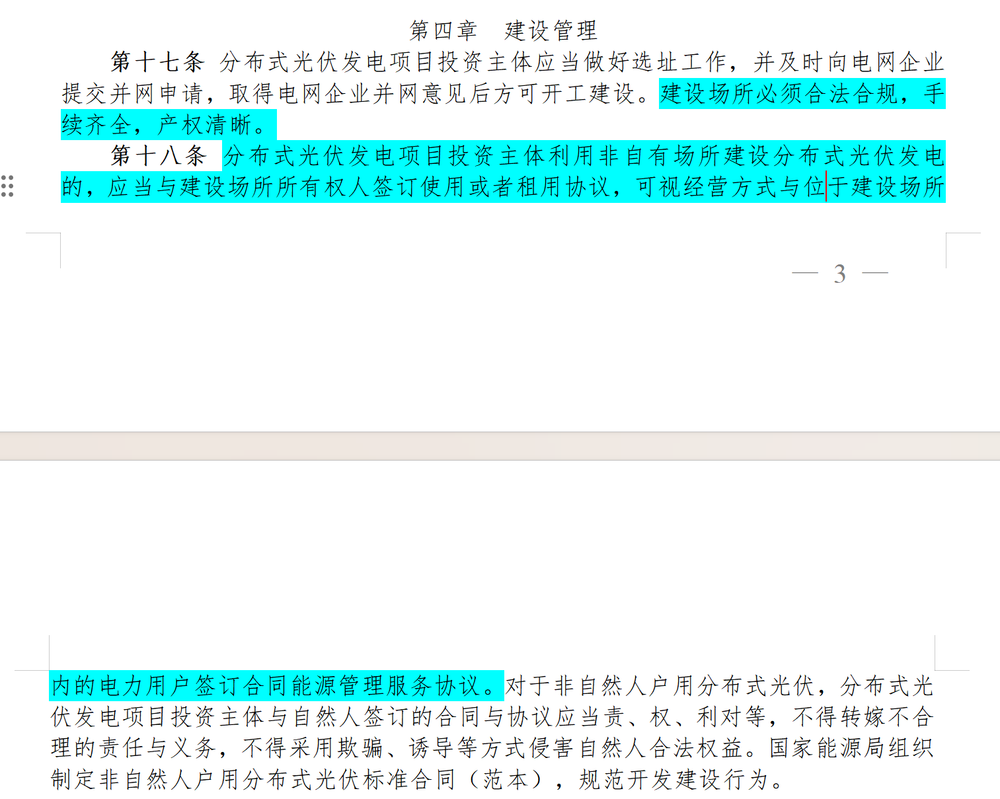 第四章　建设管理
第十七条 分布式光伏发电项目投资主体应当做好选址工作，并及时向电网企业
提交并网申请，取得电网企业并网意见后方可开工建设。建设场所必须合法合规，手
续齐全，产权清晰。
第十八条 分布式光伏发电项目投资主体利用非自有场所建设分布式光伏发电
的，应当与建设场所所有权人签订使用或者租用协议，可视经营方式与位于建设场所
— 3 —
内的电力用户签订合同能源管理服务协议。对于非自然人户用分布式光伏，分布式光
伏发电项目投资主体与自然人签订的合同与协议应当责、权、利对等，不得转嫁不合
理的责任与义务，不得采用欺骗、诱导等方式侵害自然人合法权益。国家能源局组织
制定非自然人户用分布式光伏标准合同（范本），规范开发建设行为。